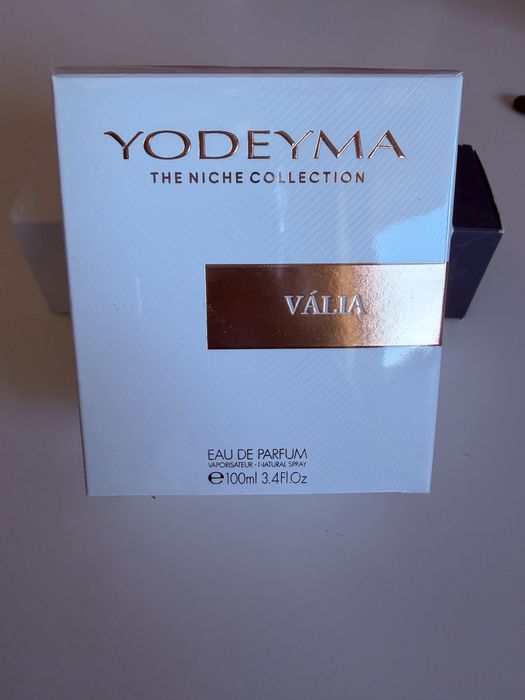 YODEYMA
THE NICHE COLLECTION
VÁLIA
EAU DE PARFUM
VAPORISATEUR - NATURAL SPRAY
℮100ml 3.4Fl.Oz